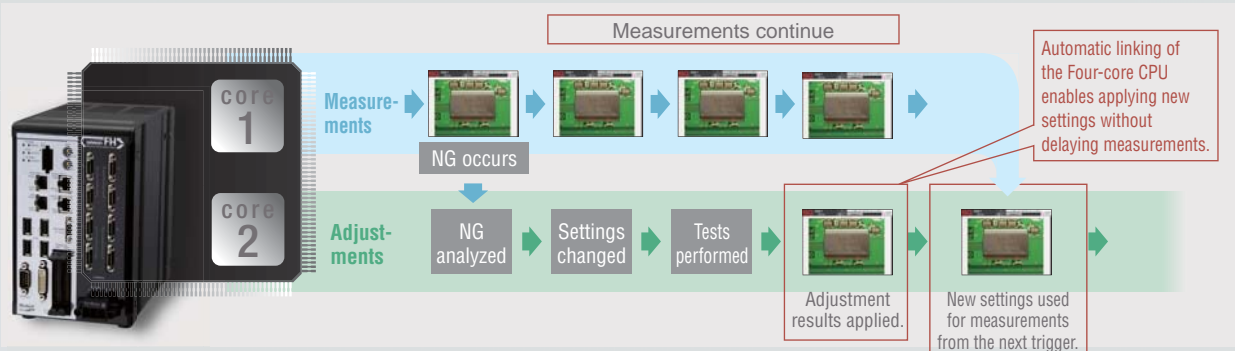 Measurements continue
Automatic linking of
the Four-core CPU
enables applying new
settings without
delaying measurements.
core
1
Measure-
ments
NG occurs
FH
core
2
Adjust-
ments
NG
analyzed
Settings
changed
Tests
performed
Adjustment
results applied.
New settings used
for measurements
from the next trigger.